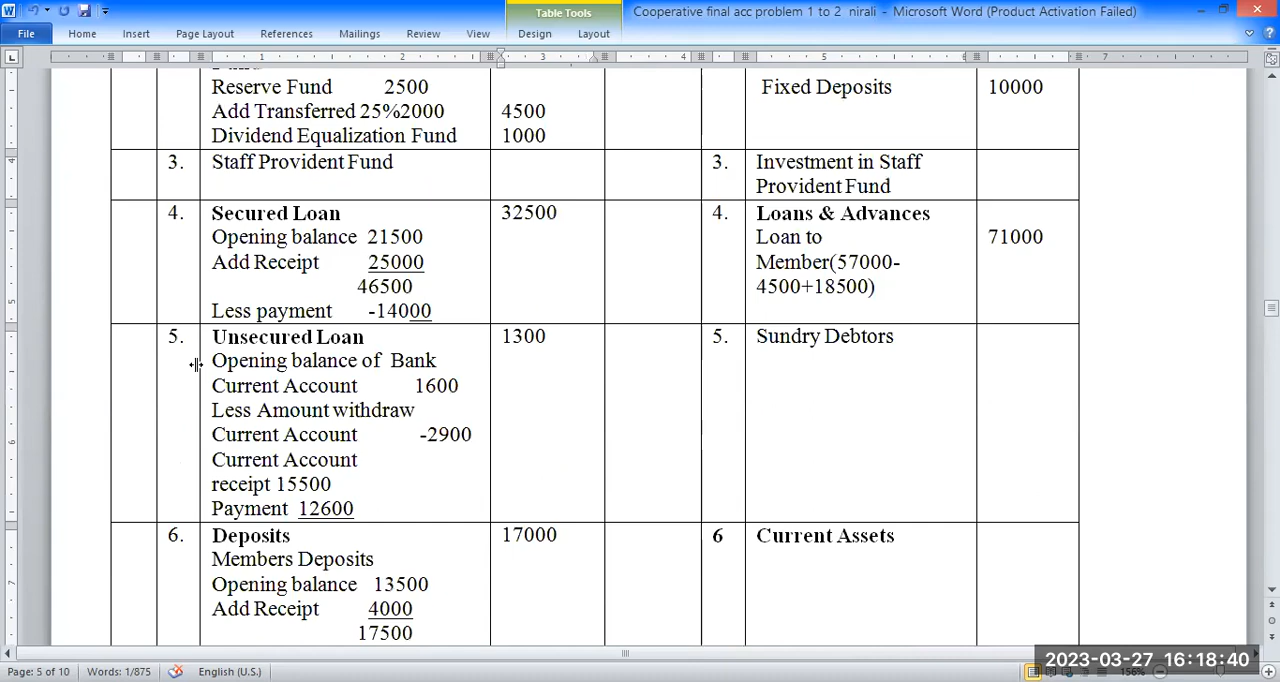 Table Tools
Cooperative final acc problem 1 to 2 nirali - Microsoft Word (Product Activation Failed)
File Home Insert Page Layout References Mailings Review View Design Layout
1 2 3 4 5 7
Reserve Fund 2500
Add Transferred 25%2000 4500
Dividend Equalization Fund 1000
Fixed Deposits 10000
3. Staff Provident Fund
3. Investment in Staff
Provident Fund
4. Secured Loan 32500
Opening balance 21500
Add Receipt 25000
46500
Less payment -14000
4. Loans & Advances
Loan to 71000
Member(57000-
4500+18500)
5. Unsecured Loan 1300
Opening balance of Bank
Current Account 1600
Less Amount withdraw
Current Account -2900
Current Account
receipt 15500
Payment 12600
5. Sundry Debtors
6. Deposits 17000
Members Deposits
Opening balance 13500
Add Receipt 4000
17500
6 Current Assets
Page: 5 of 10 Words: 1/875 English (U.S.)
2023-03-27 16:18:40
156%